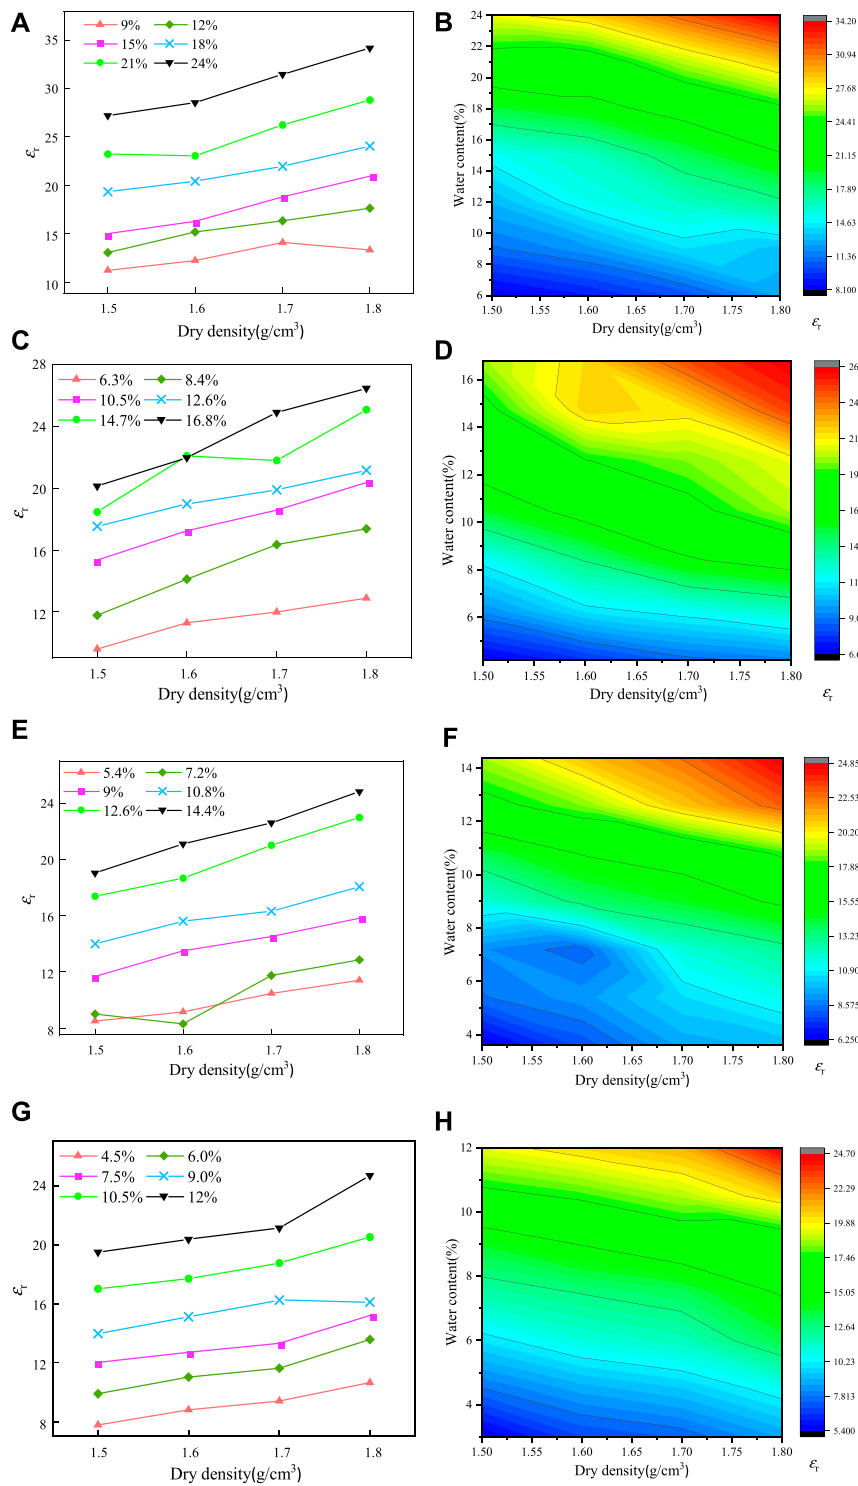 A
9% 12%
15% 18%
21% 24%
38
35
30
25
20
15
10
εr
1.5 1.6 1.7 1.8
Dry density(g/cm3)
B
24
22
20
18
16
14
12
10
8
6
Water content(%)
1.50 1.55 1.60 1.65 1.70 1.75 1.80
Dry density(g/cm3)
34.20
30.94
27.68
24.41
21.15
17.89
14.63
11.36
8.100
εr
C
6.3% 8.4%
10.5% 12.6%
14.7% 16.8%
28
24
20
16
12
εr
1.5 1.6 1.7 1.8
Dry density(g/cm3)
D
16
14
12
10
8
6
Water content(%)
1.50 1.55 1.60 1.65 1.70 1.75 1.80
Dry density(g/cm3)
26
24
21
19
16
14
11
9.0
6.6
εr
E
5.4% 7.2%
9% 10.8%
12.6% 14.4%
24
20
16
12
8
εr
1.5 1.6 1.7 1.8
Dry density(g/cm3)
F
14
12
10
8
6
4
Water content(%)
1.50 1.55 1.60 1.65 1.70 1.75 1.80
Dry density(g/cm3)
24.85
22.53
20.20
17.88
15.55
13.23
10.90
8.575
6.250
εr
G
4.5% 6.0%
7.5% 9.0%
10.5% 12%
24
20
16
12
8
εr
1.5 1.6 1.7 1.8
Dry density(g/cm3)
H
12
10
8
6
4
Water content(%)
1.50 1.55 1.60 1.65 1.70 1.75 1.80
Dry density(g/cm3)
24.70
22.29
19.88
17.47
15.05
12.64
10.23
7.813
5.400
εr